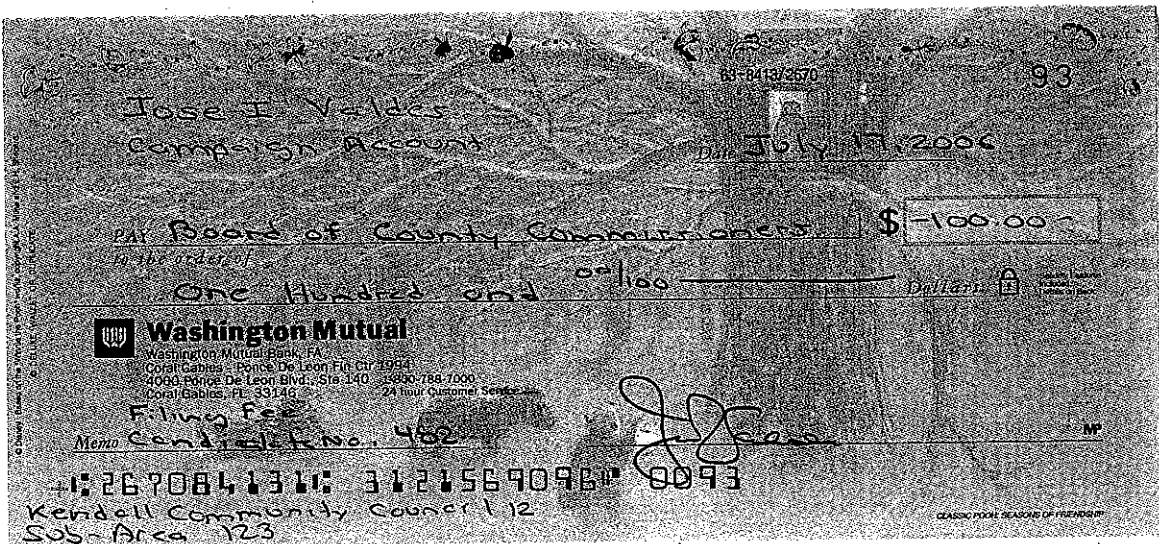 63-8413/2670
93
Jose I Valdes
Campaign Account
Date July 17, 2006
PAY Board of County Commissioners $ -100.00-
to the order of
One Hundred and 00/100 Dollars
Washington Mutual
Washington Mutual Bank, FA
Coral Gables - Ponce De Leon Fin Ctr 1994
4000 Ponce De Leon Blvd., Ste 140 1-800-788-7000
Coral Gables, FL 33146 24 hour Customer Service
Filing Fee
Memo Candidate No. 402
MP
267084131 3121569096 0093
Kendall Community Council 12
Sub-Area 123
CLASSIC POOH: SEASONS OF FRIENDSHIP